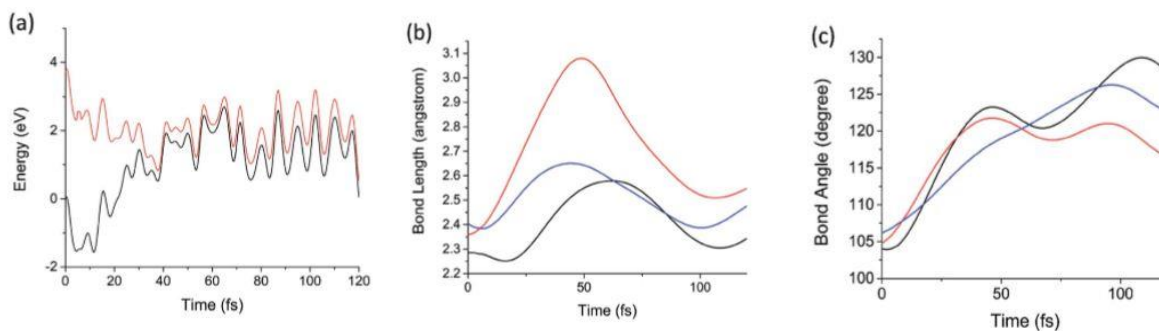 (a)
Energy (eV)
4
2
0
-2
0 20 40 60 80 100 120
Time (fs)
(b)
Bond Length (angstrom)
3.1
3.0
2.9
2.8
2.7
2.6
2.5
2.4
2.3
2.2
0 50 100
Time (fs)
(c)
Bond Angle (degree)
130
125
120
115
110
105
100
0 50 100
Time (fs)